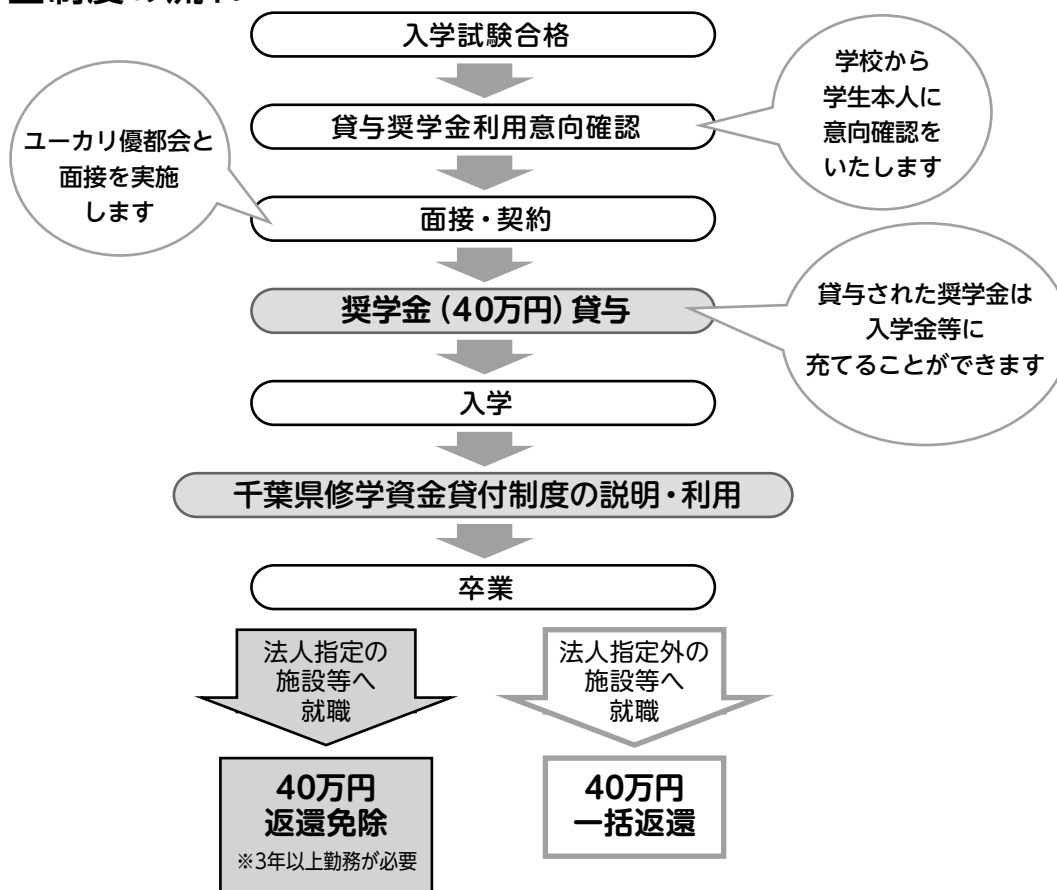 入学試験合格
学校から
学生本人に
意向確認を
いたします
貸与奨学金利用意向確認
ユーカリ優都会と
面接を実施
します
面接・契約
奨学金(40万円)貸与
貸与された奨学金は
入学金等に
充てることができます
入学
千葉県修学資金貸付制度の説明・利用
卒業
法人指定の
施設等へ
就職
法人指定外の
施設等へ
就職
40万円
返還免除
※3年以上勤務が必要
40万円
一括返還